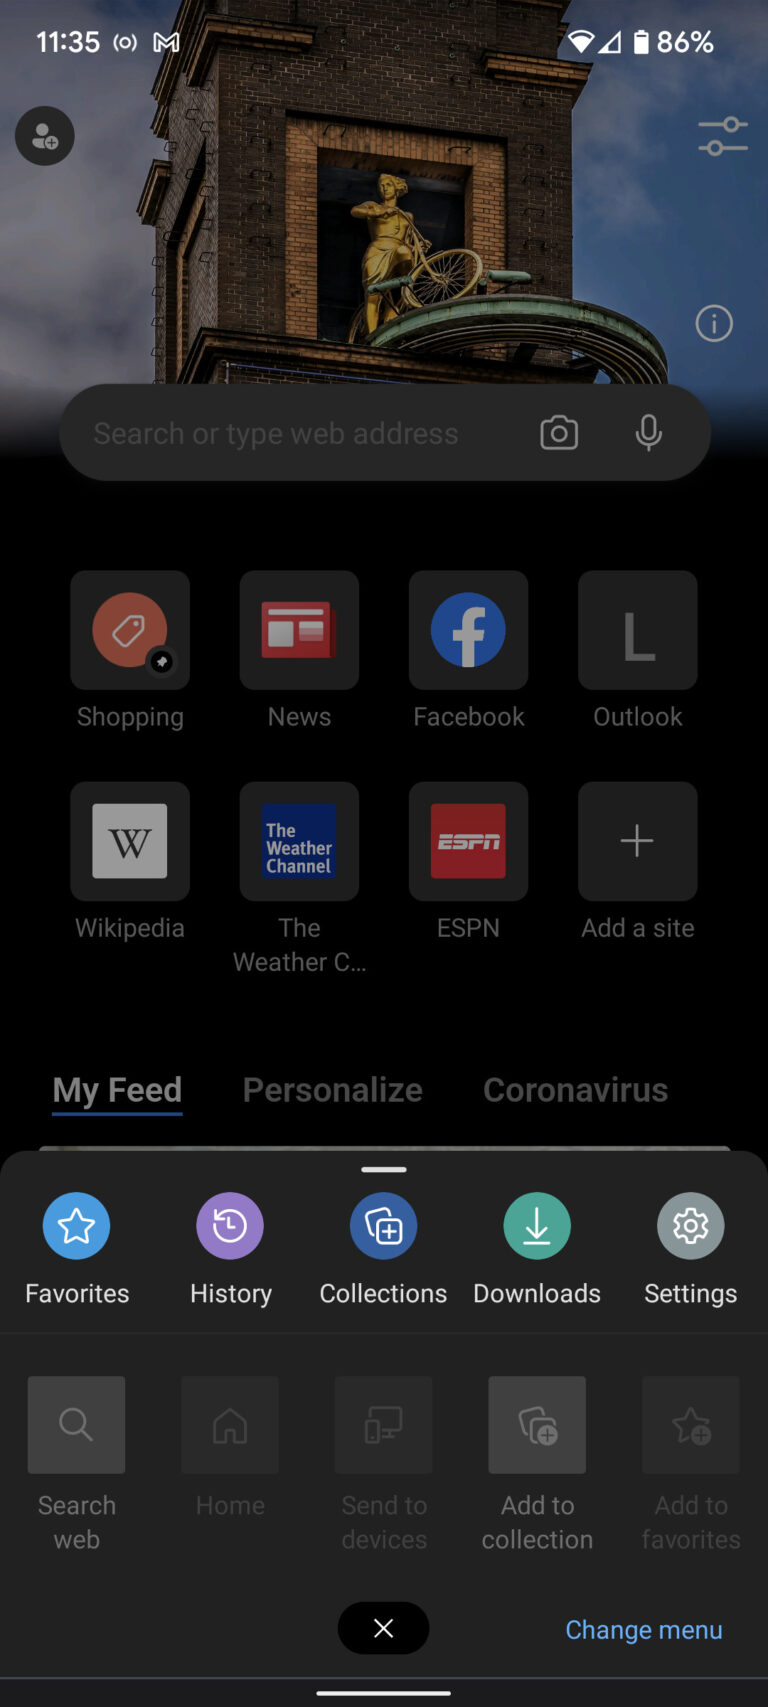 11:35
86%
Search or type web address
L
Shopping
News
Facebook
Outlook
W
The
Weather
Channel
ESPN
Wikipedia
The
Weather C...
ESPN
Add a site
My Feed
Personalize
Coronavirus
Favorites
History
Collections
Downloads
Settings
Search
web
Home
Send to
devices
Add to
collection
Add to
favorites
Change menu